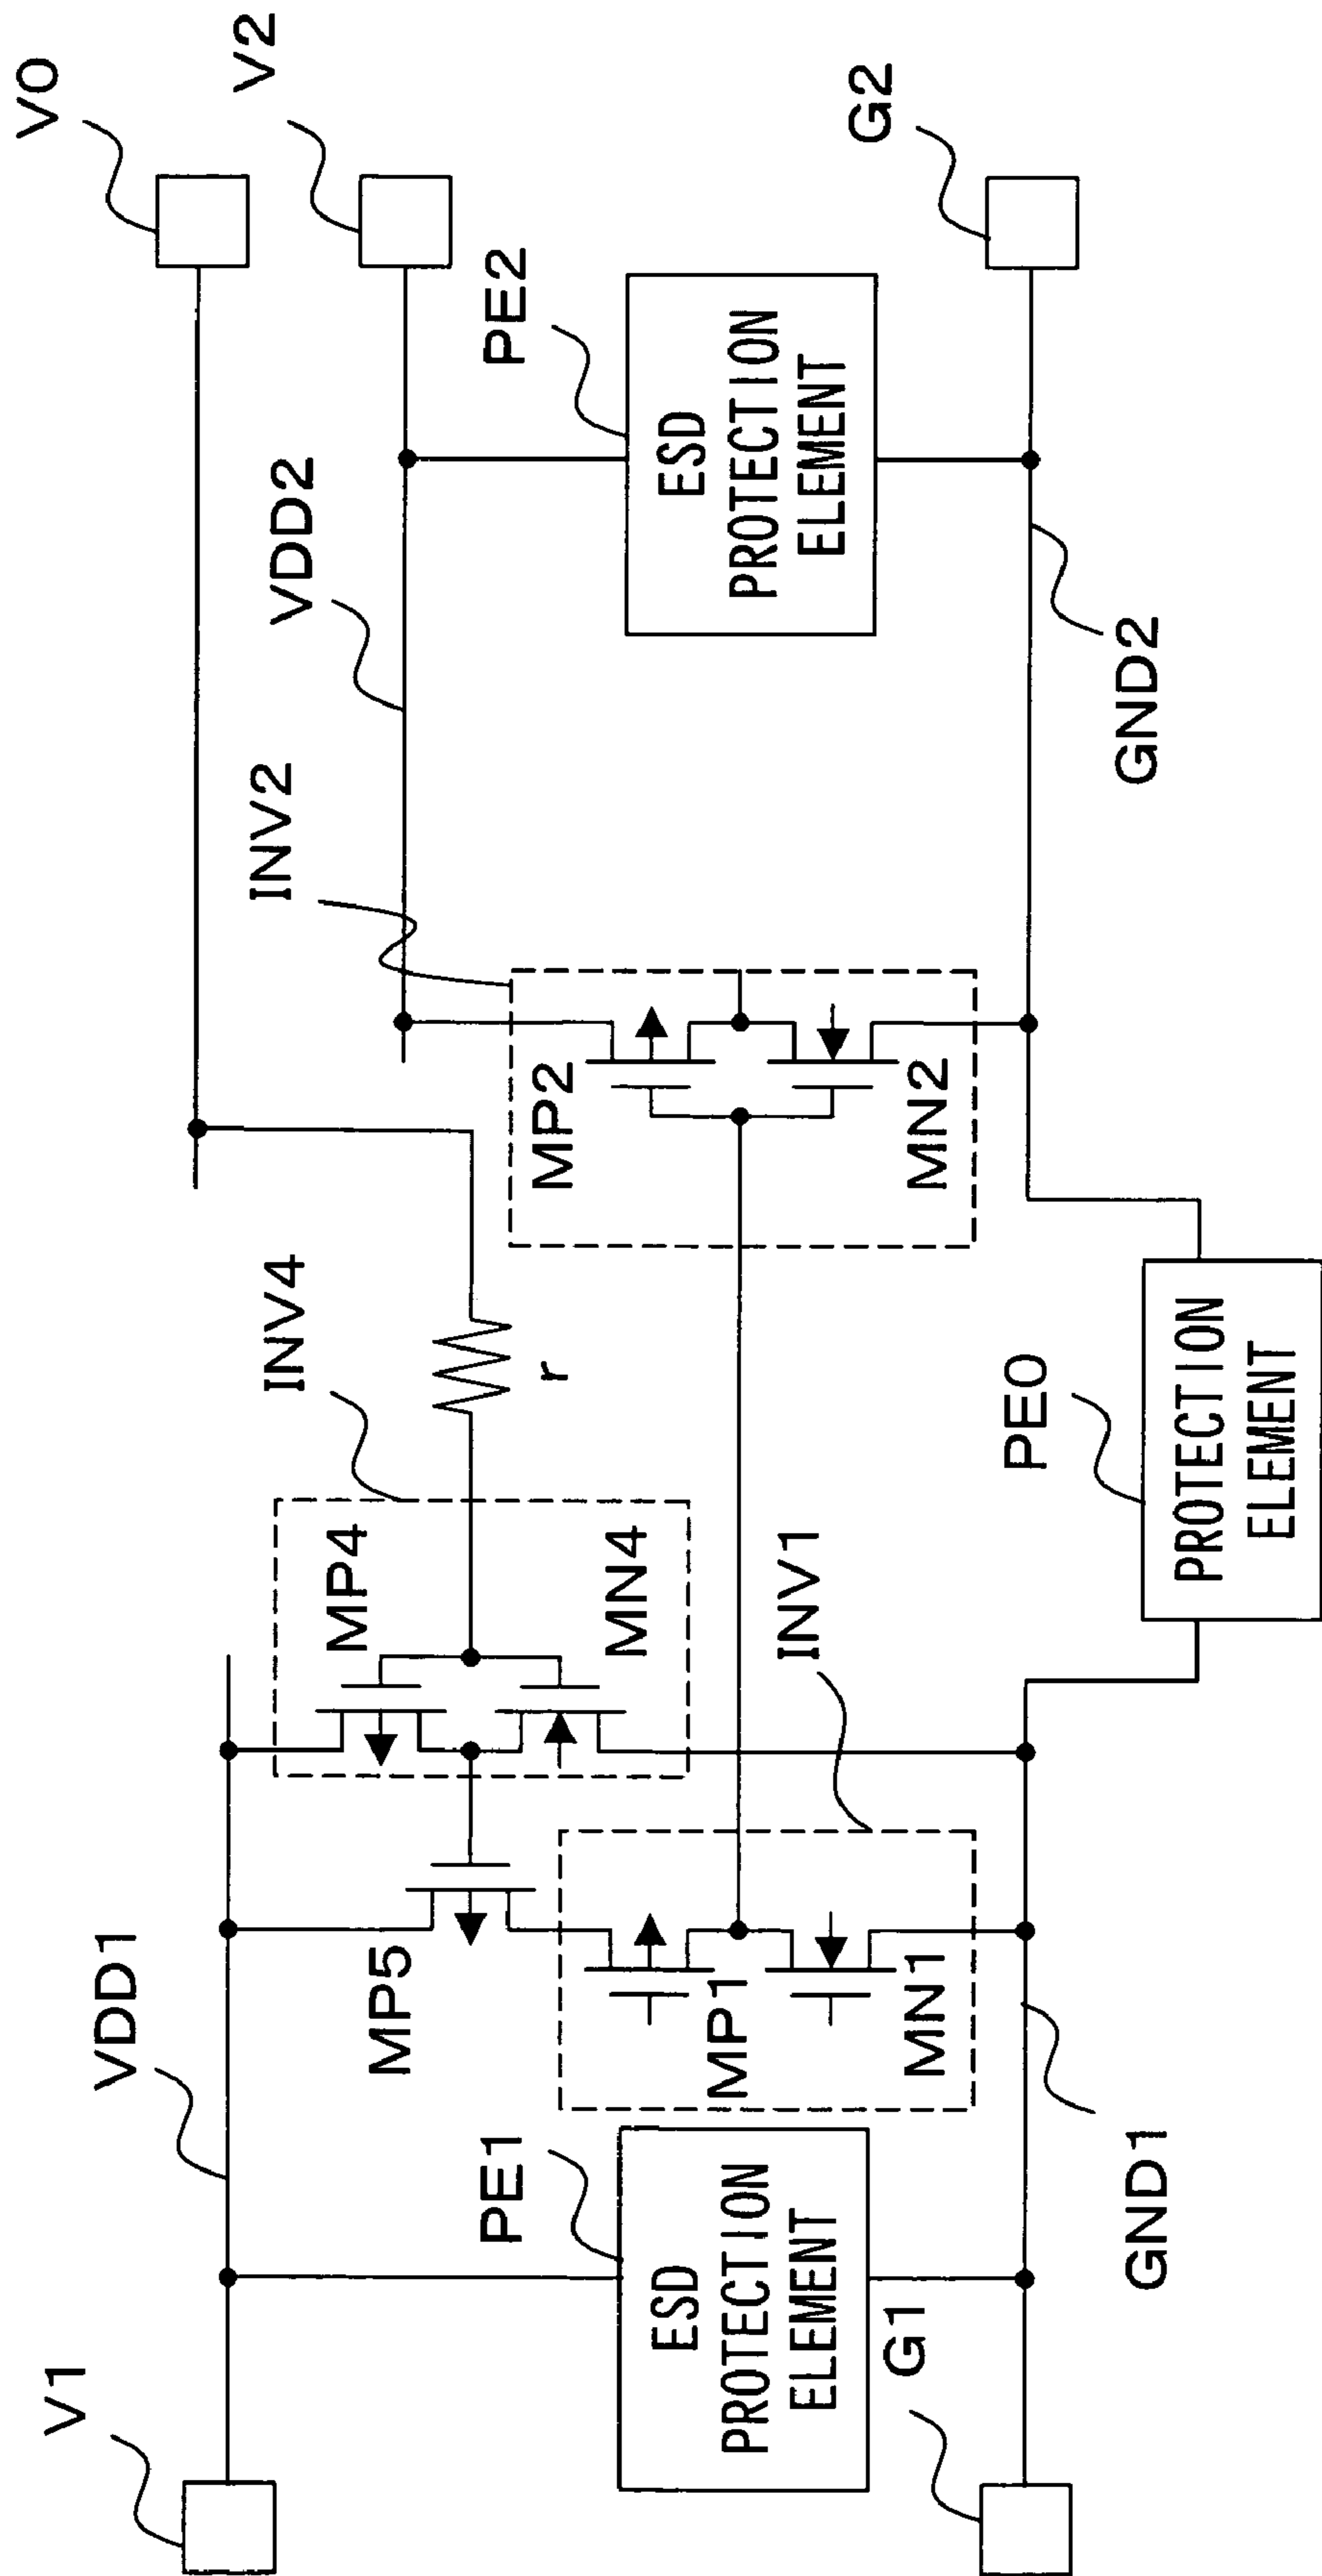 V0
V2
G2
PE2
ESD
PROTECTION
ELEMENT
VDD2
GND2
INV2
MP2
MN2
INV4
r
PE0
PROTECTION
ELEMENT
MP4
MN4
INV1
VDD1
MP5
MP1
MN1
PE1
ESD
PROTECTION
ELEMENT
GND1
V1
G1